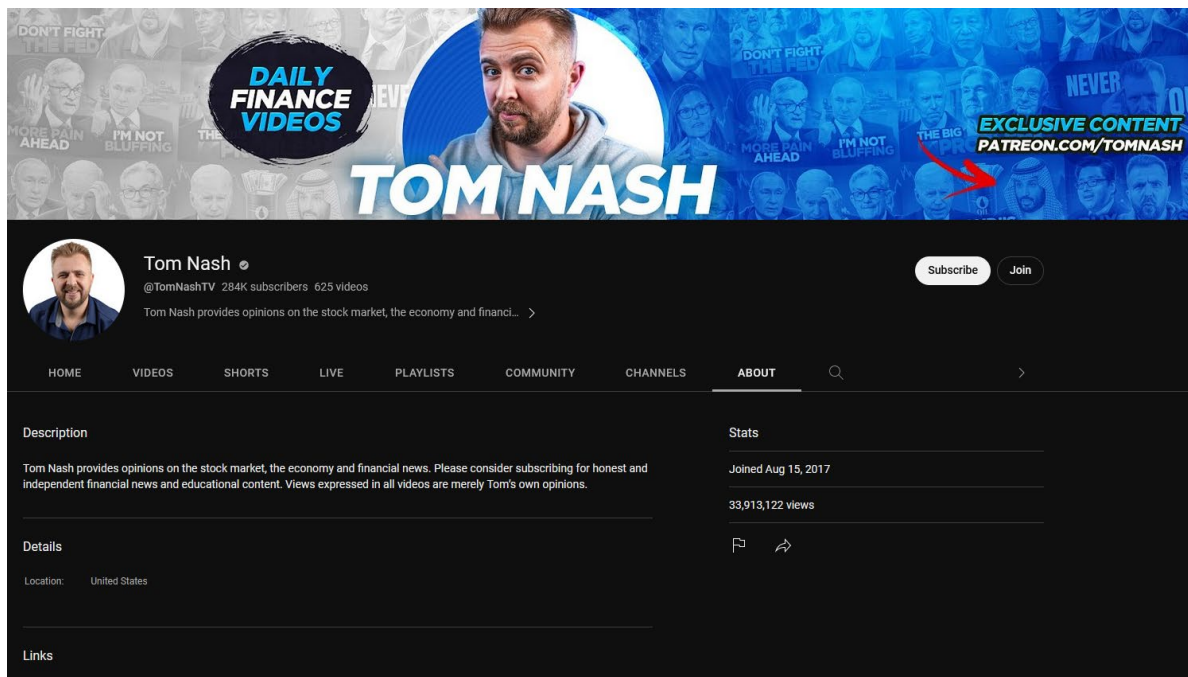 DON'T FIGHT
THE FED
DAILY
FINANCE
VIDEOS
NEVER
MORE PAIN
AHEAD
I'M NOT
BLUFFING
TOM NASH
DON'T FIGHT
THE FED
NEVER
MORE PAIN
AHEAD
I'M NOT
BLUFFING
THE BIG
EXCLUSIVE CONTENT
PATREON.COM/TOMNASH
Tom Nash
@TomNashTV 284K subscribers 625 videos
Tom Nash provides opinions on the stock market, the economy and financi...
Subscribe
Join
HOME VIDEOS SHORTS LIVE PLAYLISTS COMMUNITY CHANNELS ABOUT
Description
Tom Nash provides opinions on the stock market, the economy and financial news. Please consider subscribing for honest and
independent financial news and educational content. Views expressed in all videos are merely Tom's own opinions.
Details
Location: United States
Links
Stats
Joined Aug 15, 2017
33,913,122 views